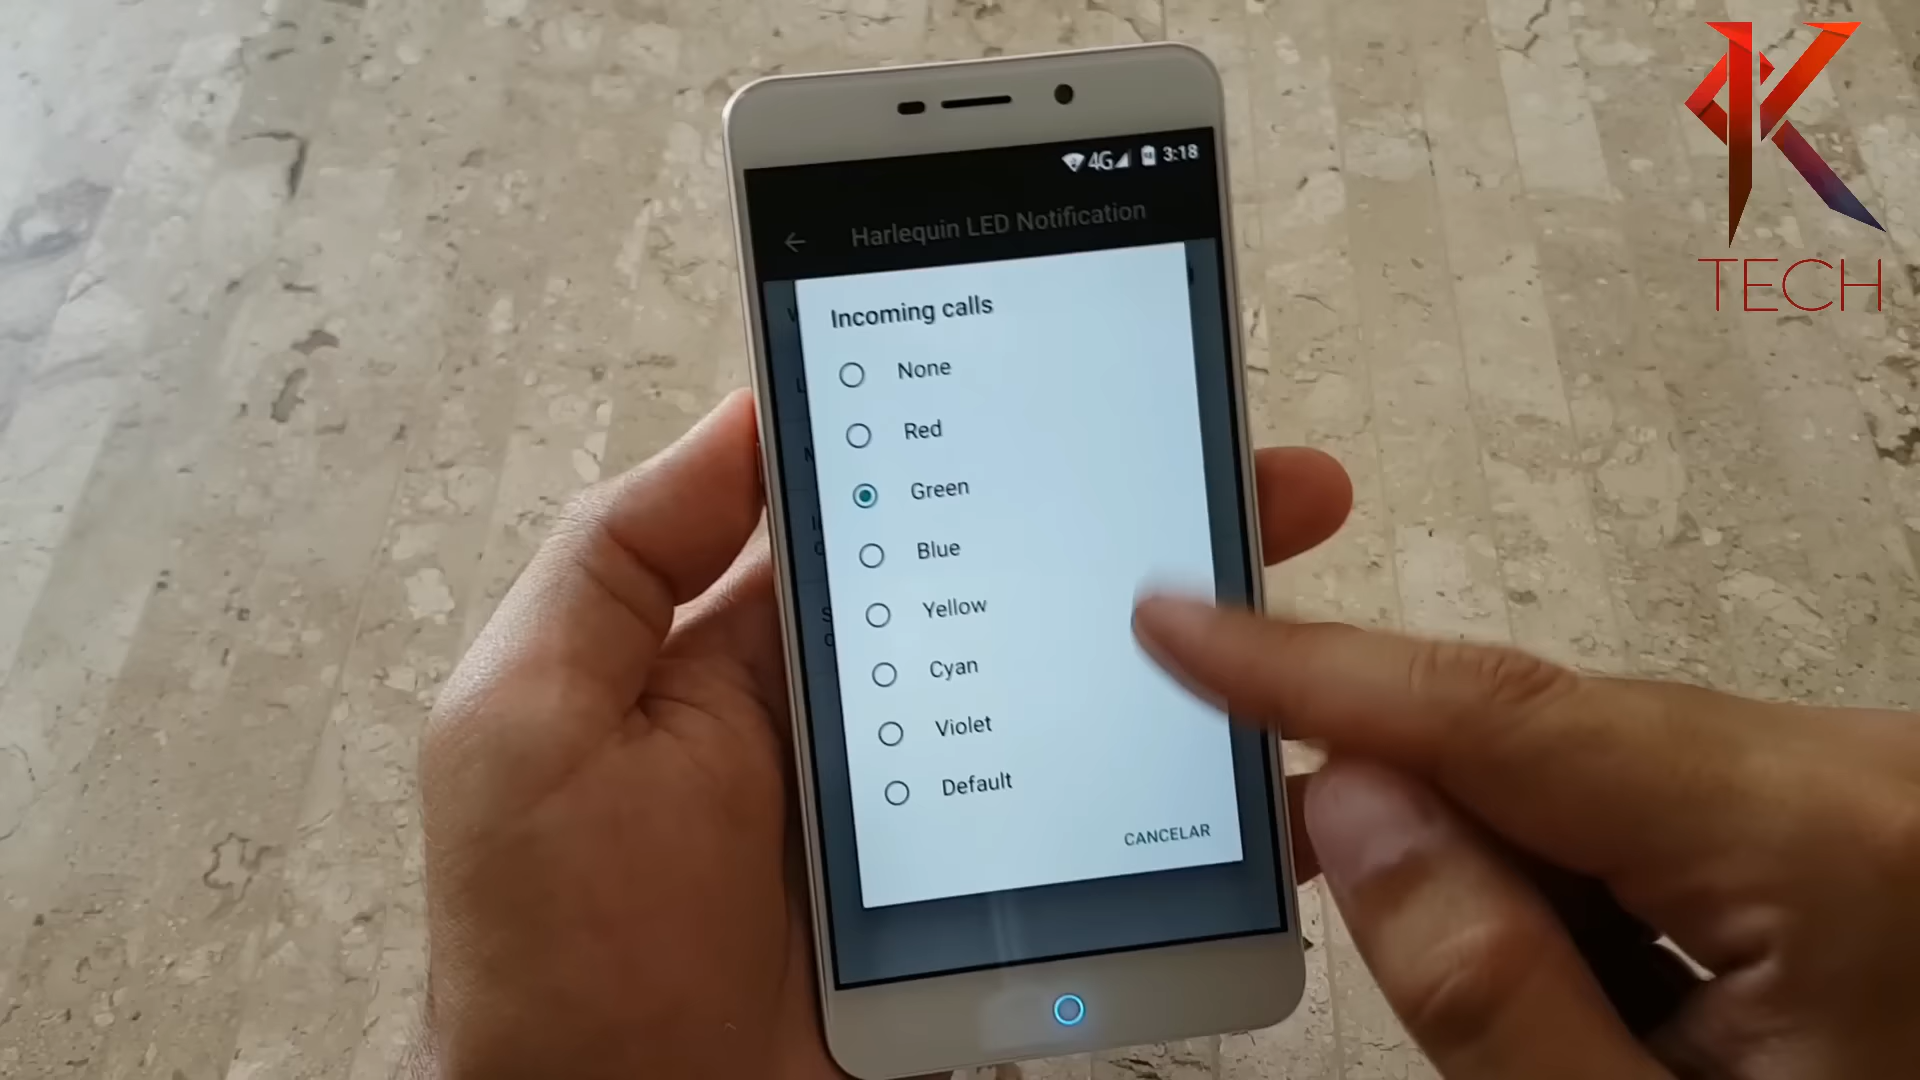 4G 3:18
Harlequin LED Notification
Incoming calls
None
Red
Green
Blue
Yellow
Cyan
Violet
Default
CANCELAR
K
TECH